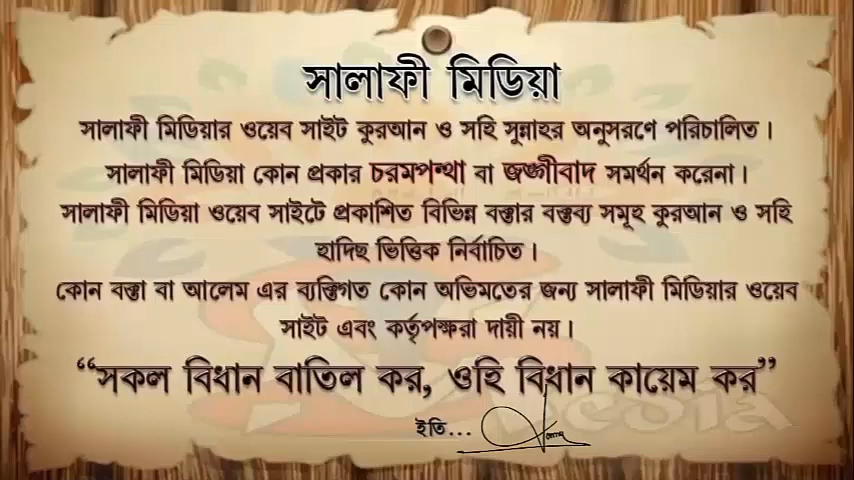 সালাফী মিডিয়া
সালাফী মিডিয়ার ওয়েব সাইট কুরআন ও সহি সুন্নাহর অনুসরণে পরিচালিত।
সালাফী মিডিয়া কোন প্রকার চরমপন্থা বা জঙ্গীবাদ সমর্থন করেনা।
সালাফী মিডিয়া ওয়েব সাইটে প্রকাশিত বিভিন্ন বক্তার বক্তব্য সমূহ কুরআন ও সহি
হাদিছ ভিত্তিক নির্বাচিত।
কোন বক্তা বা আলেম এর ব্যক্তিগত কোন অভিমতের জন্য সালাফী মিডিয়ার ওয়েব
সাইট এবং কর্তৃপক্ষরা দায়ী নয়।
“সকল বিধান বাতিল কর, ওহি বিধান কায়েম কর”
ইতি...